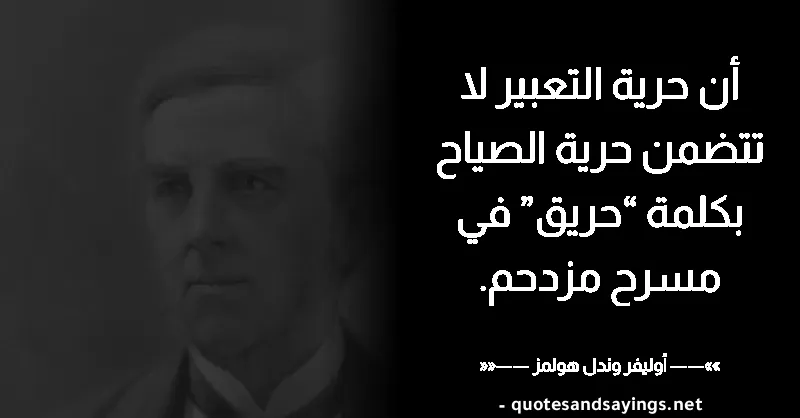 أن حرية التعبير لا
تتضمن حرية الصياح
بكلمة “حريق” في
مسرح مزدحم.
»»—— أوليفر وندل هولمز ——««
- quotesandsayings.net